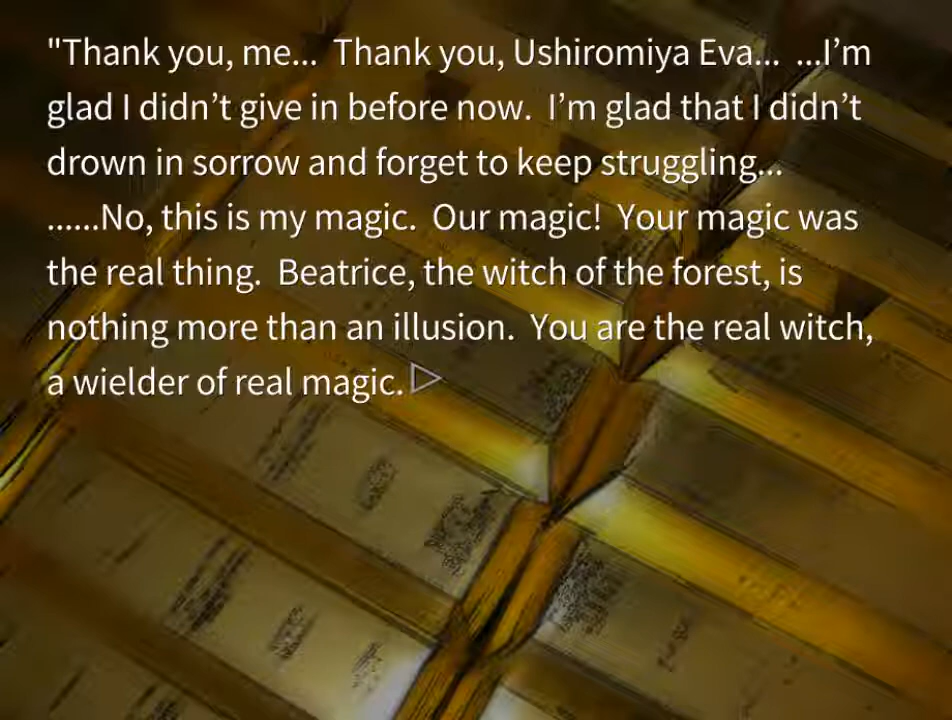 "Thank you, me...  Thank you, Ushiromiya Eva...  ...I’m
glad I didn’t give in before now.  I’m glad that I didn’t
drown in sorrow and forget to keep struggling...
......No, this is my magic.  Our magic!  Your magic was
the real thing.  Beatrice, the witch of the forest, is
nothing more than an illusion.  You are the real witch,
a wielder of real magic.